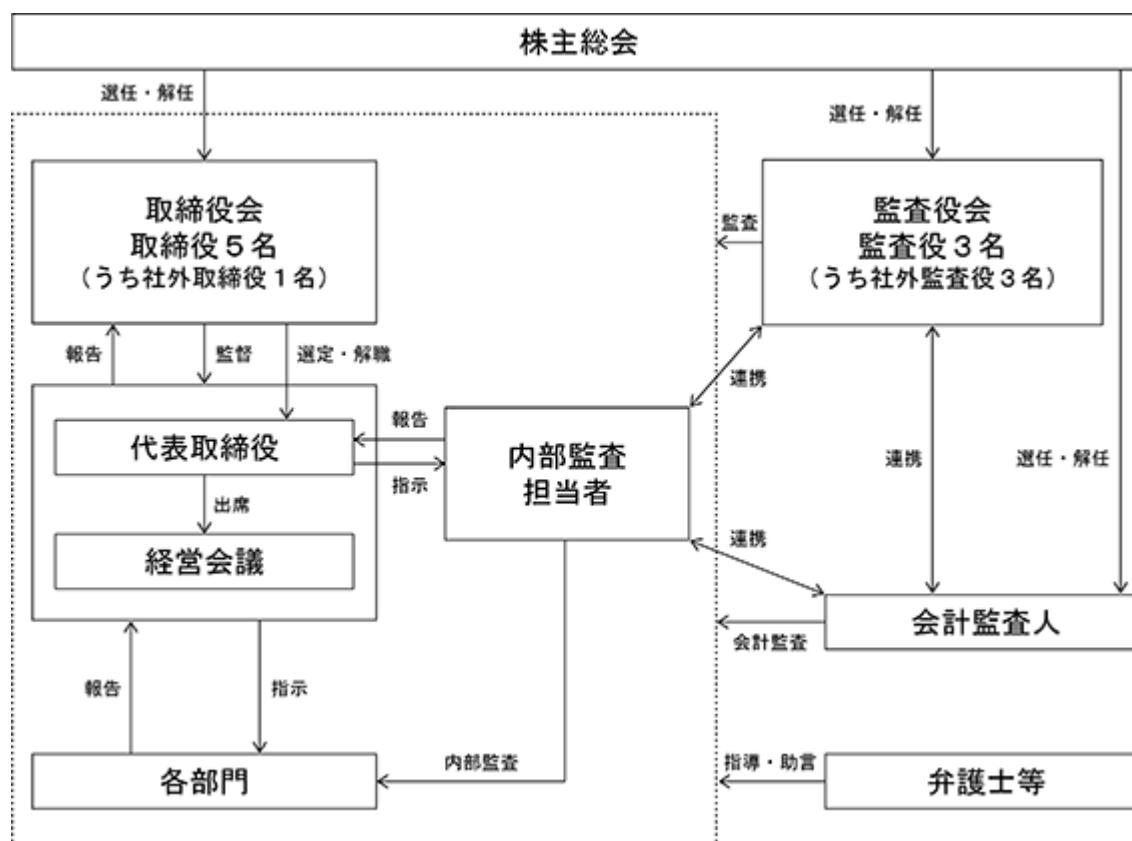 株主総会
選任・解任
選任・解任
取締役会
取締役５名
（うち社外取締役１名）
監査役会
監査役３名
（うち社外監査役３名）
監査
報告
監督
選定・解職
連携
代表取締役
報告
指示
内部監査
担当者
連携
選任・解任
出席
経営会議
連携
会計監査人
会計監査
報告
指示
各部門
内部監査
指導・助言
弁護士等